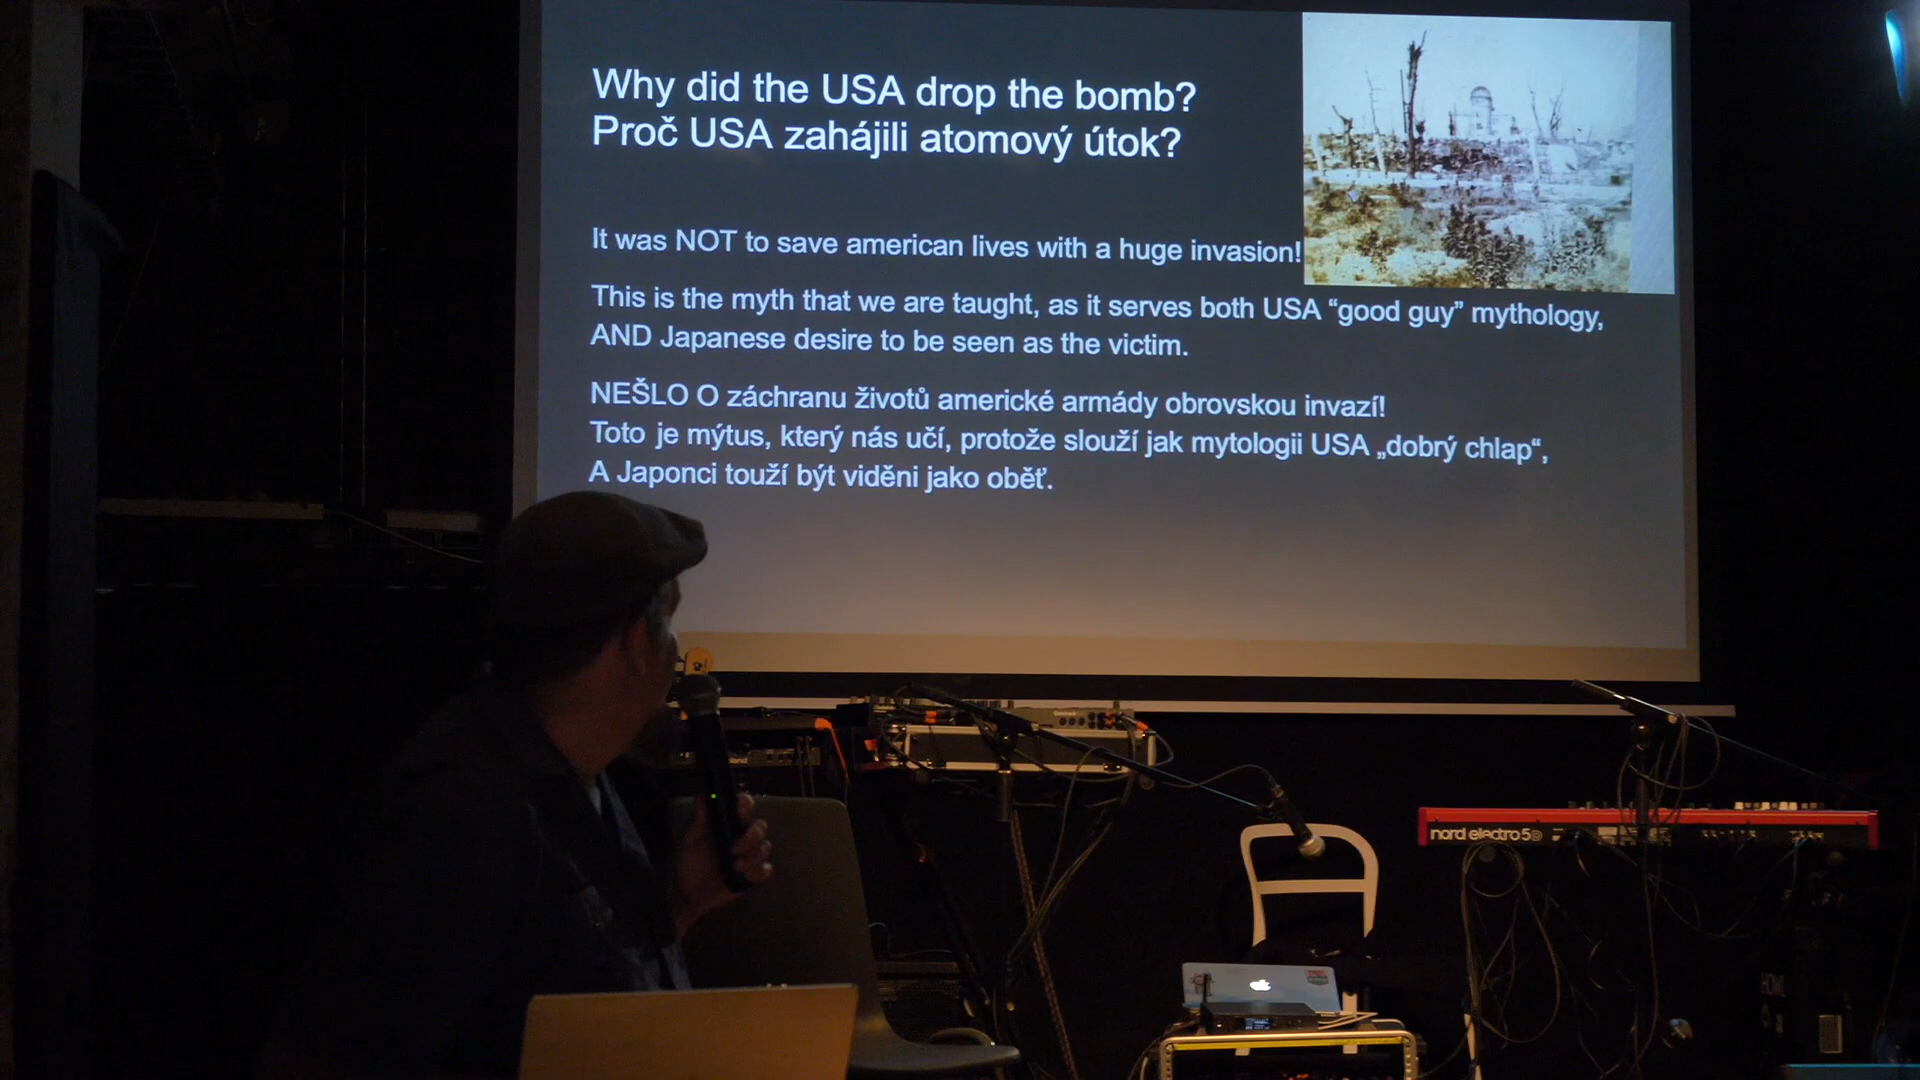 Why did the USA drop the bomb?
Proč USA zahájili atomový útok?
It was NOT to save american lives with a huge invasion!
This is the myth that we are taught, as it serves both USA “good guy” mythology,
AND Japanese desire to be seen as the victim.
NEŠLO O záchranu životů americké armády obrovskou invazí!
Toto je mýtus, který nás učí, protože slouží jak mytologii USA „dobrý chlap“,
A Japonci touží být viděni jako oběť.
nord electro 5D